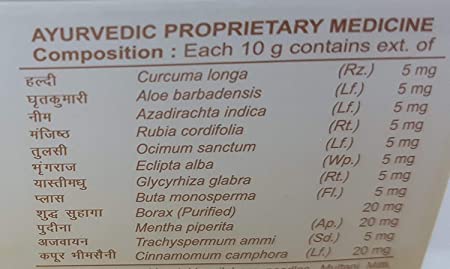 AYURVEDIC PROPRIETARY MEDICINE
Composition : Each 10 g contains ext. of
हल्दी Curcuma longa (Rz.) 5 mg
घृतकुमारी Aloe barbadensis (Lf.) 5 mg
नीम Azadirachta indica (Lf.) 5 mg
मंजिष्ठ Rubia cordifolia (Rt.) 5 mg
तुलसी Ocimum sanctum (Lf.) 5 mg
भृंगराज Eclipta alba (Wp.) 5 mg
यास्तीमधु Glycyrhiza glabra (Rt.) 5 mg
प्लास Buta monosperma (Fl.) 5 mg
शुद्ध सुहागा Borax (Purified) 20 mg
पुदीना Mentha piperita (Ap.) 20 mg
अजवायन Trachyspermum ammi (Sd.) 5 mg
कपूर भीमसैनी Cinnamomum camphora (Lf.) 20 mg